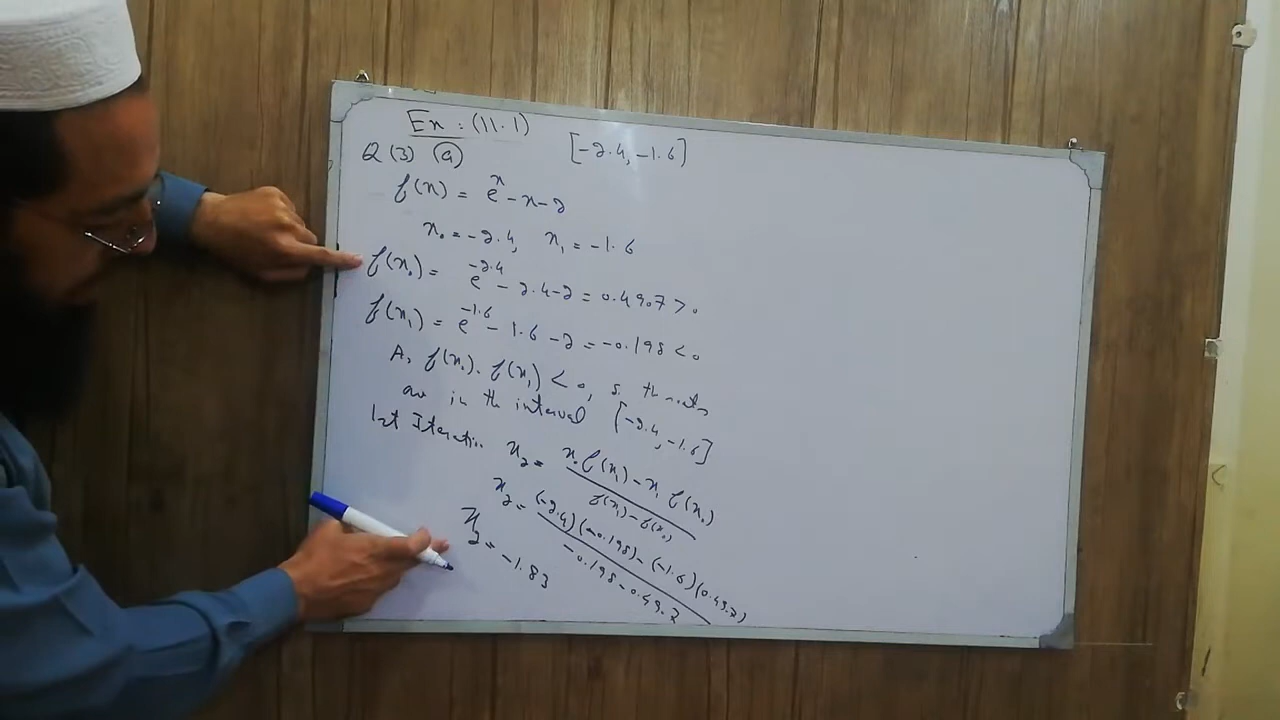 Ex : (11.1)
Q (3) (a) [-2.4, -1.6]
f(x) = e^x - x - 2
x₀ = -2.4, x₁ = -1.6
f(x₀) = e^-2.4 - 2.4 - 2 = 0.4907 > 0
f(x₁) = e^-1.6 - 1.6 - 2 = -0.198 < 0
As f(x₀). f(x₁) < 0, so the roots
are in the interval [-2.4, -1.6]
1st Iteration x₂ = x₀ f(x₁) - x₁ f(x₀)
f(x₁) - f(x₀)
x₂ = (-2.4)(-0.198) - (-1.6)(0.4907)
-0.198 - 0.4907
x₂ = -1.83